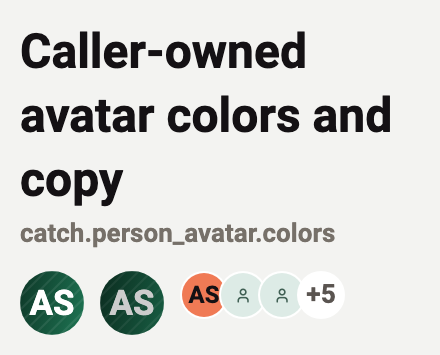 Caller-owned
avatar colors and
copy
catch.person_avatar.colors
AS AS AS +5